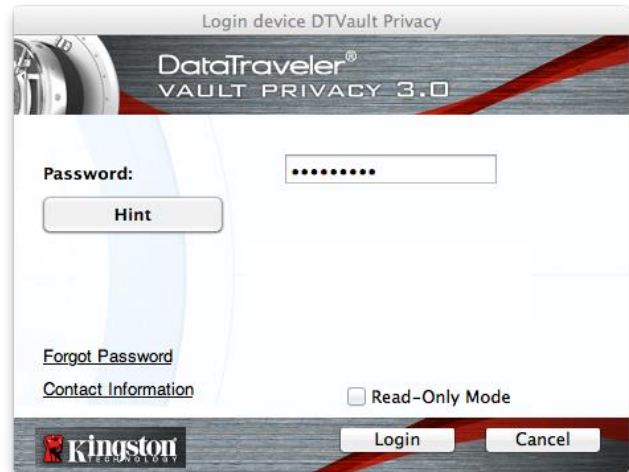 Login device DTVault Privacy
DataTraveler®
VAULT PRIVACY 3.0
Password:
Hint
Forgot Password
Contact Information
Read-Only Mode
Kingston
TECHNOLOGY
Login
Cancel